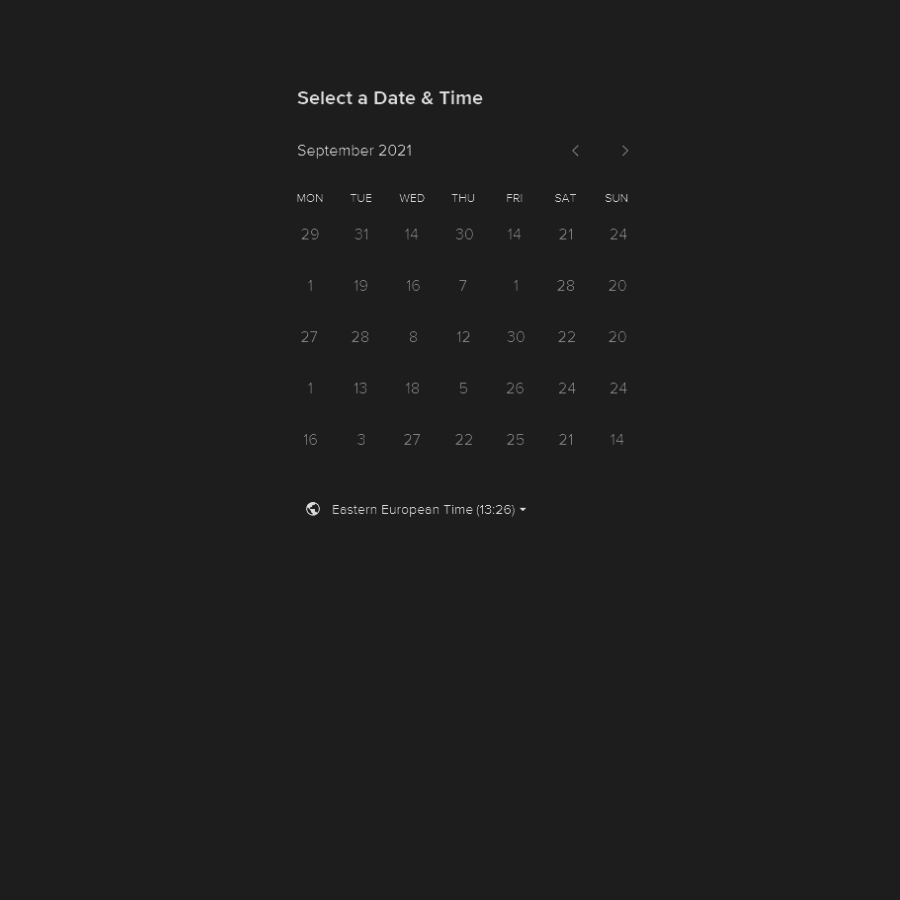 Select a Date & Time
September 2021
MON TUE WED THU FRI SAT SUN
29 31 14 30 14 21 24
1 19 16 7 1 28 20
27 28 8 12 30 22 20
1 13 18 5 26 24 24
16 3 27 22 25 21 14
Eastern European Time (13:26)